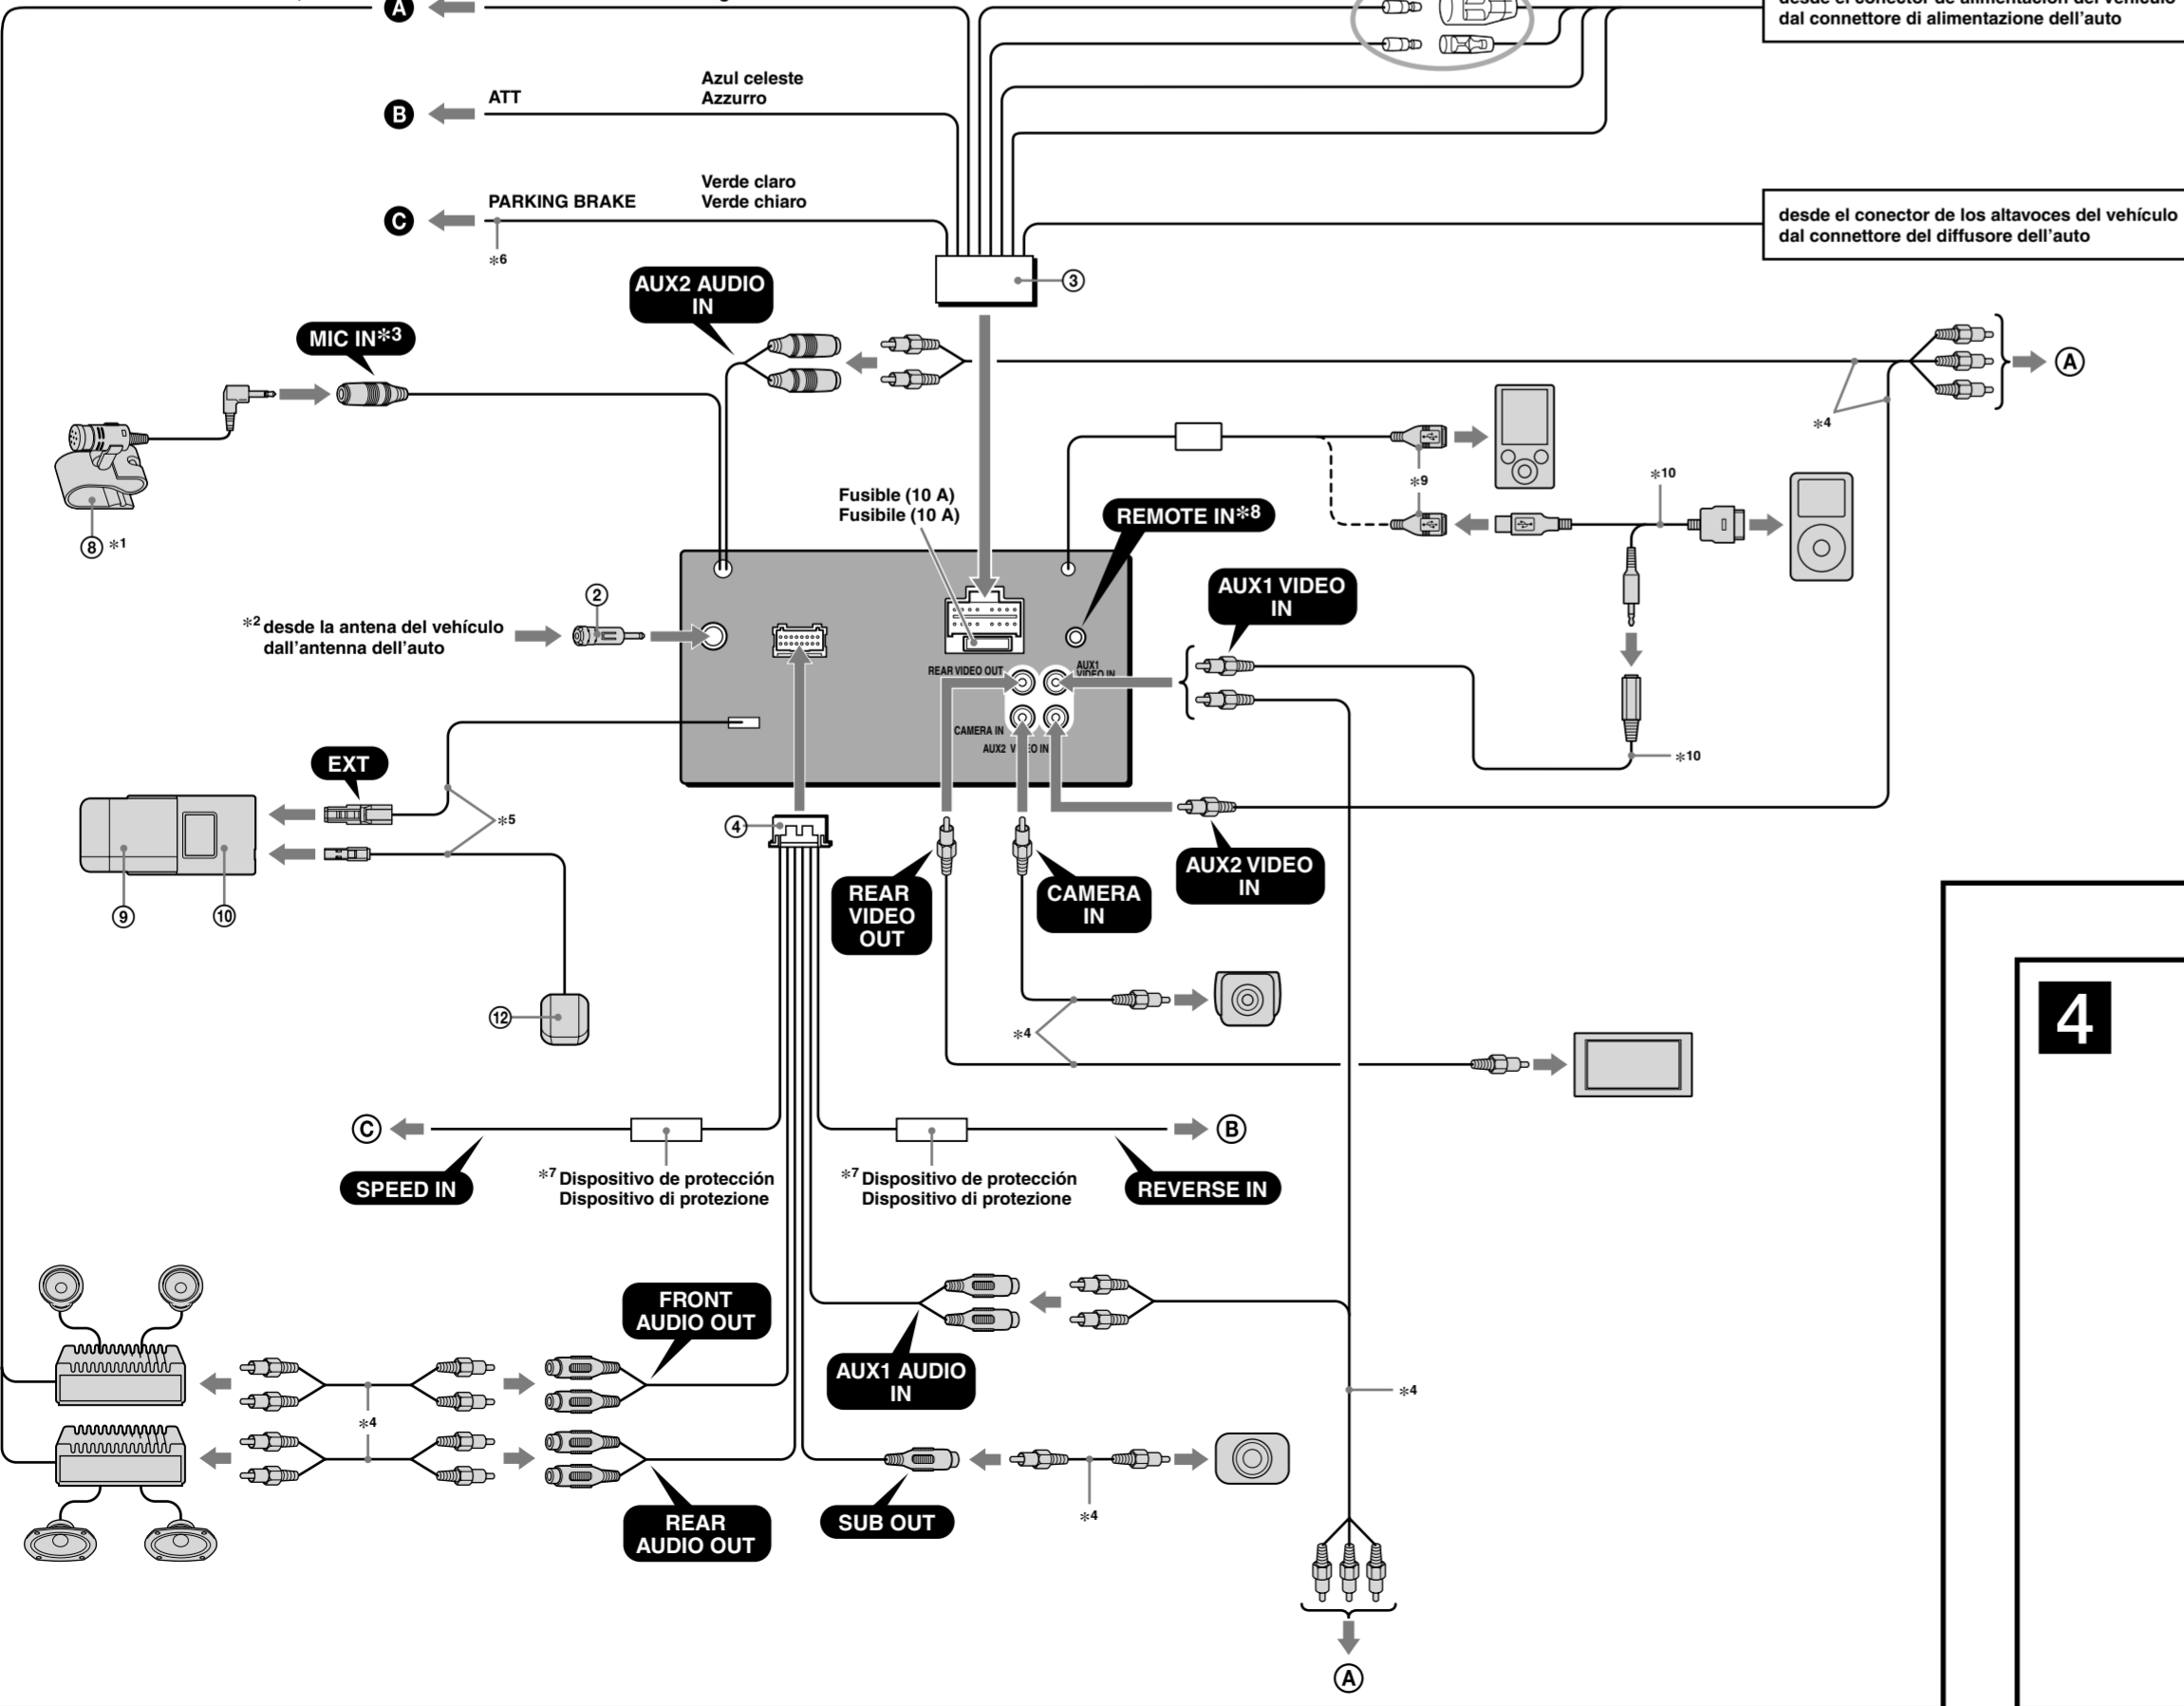 A
desde el conector de alimentación del vehículo
dal connettore di alimentazione dell'auto
B
ATT
Azul celeste
Azzurro
C
PARKING BRAKE
Verde claro
Verde chiaro
*6
desde el conector de los altavoces del vehículo
dal connettore del diffusore dell'auto
3
AUX2 AUDIO
IN
MIC IN*3
A
*4
8 *1
Fusible (10 A)
Fusibile (10 A)
REMOTE IN*8
*9
*10
AUX1 VIDEO
IN
2
*2 desde la antena del vehículo
dall'antenna dell'auto
REAR VIDEO OUT
AUX1
VIDEO IN
CAMERA IN
AUX2 VIDEO IN
*10
EXT
*5
9
10
4
REAR
VIDEO
OUT
CAMERA
IN
AUX2 VIDEO
IN
12
*4
4
C
SPEED IN
*7 Dispositivo de protección
Dispositivo di protezione
*7 Dispositivo de protección
Dispositivo di protezione
B
REVERSE IN
FRONT
AUDIO OUT
AUX1 AUDIO
IN
*4
*4
REAR
AUDIO OUT
SUB OUT
*4
A